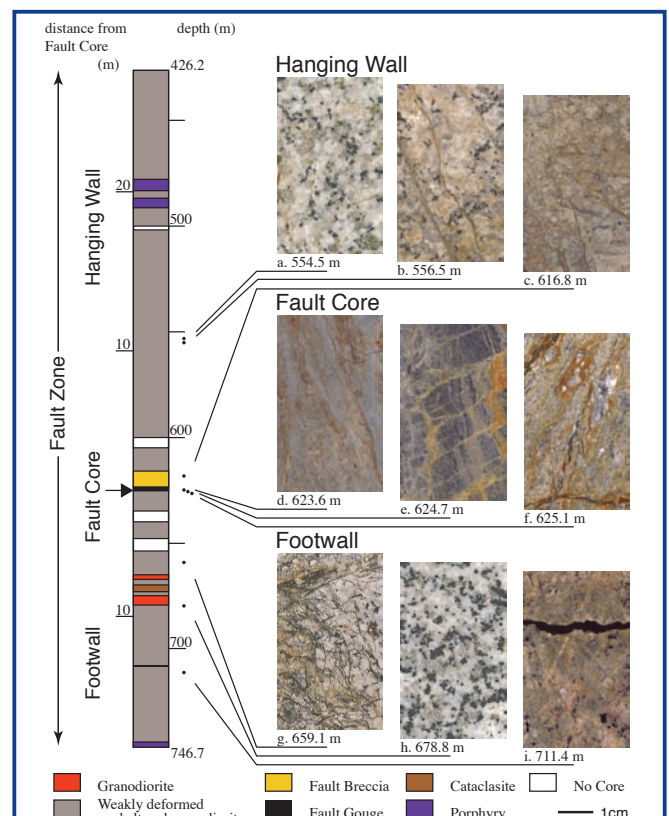 distance from
Fault Core
(m)
depth (m)
426.2
Hanging Wall
20
500
10
600
Fault Zone
Fault Core
10
700
Footwall
746.7
Hanging Wall
a. 554.5 m
b. 556.5 m
c. 616.8 m
Fault Core
d. 623.6 m
e. 624.7 m
f. 625.1 m
Footwall
g. 659.1 m
h. 678.8 m
i. 711.4 m
Granodiorite
Fault Breccia
Cataclasite
No Core
Weakly deformed
Fault Gouge
Porphyry
1cm